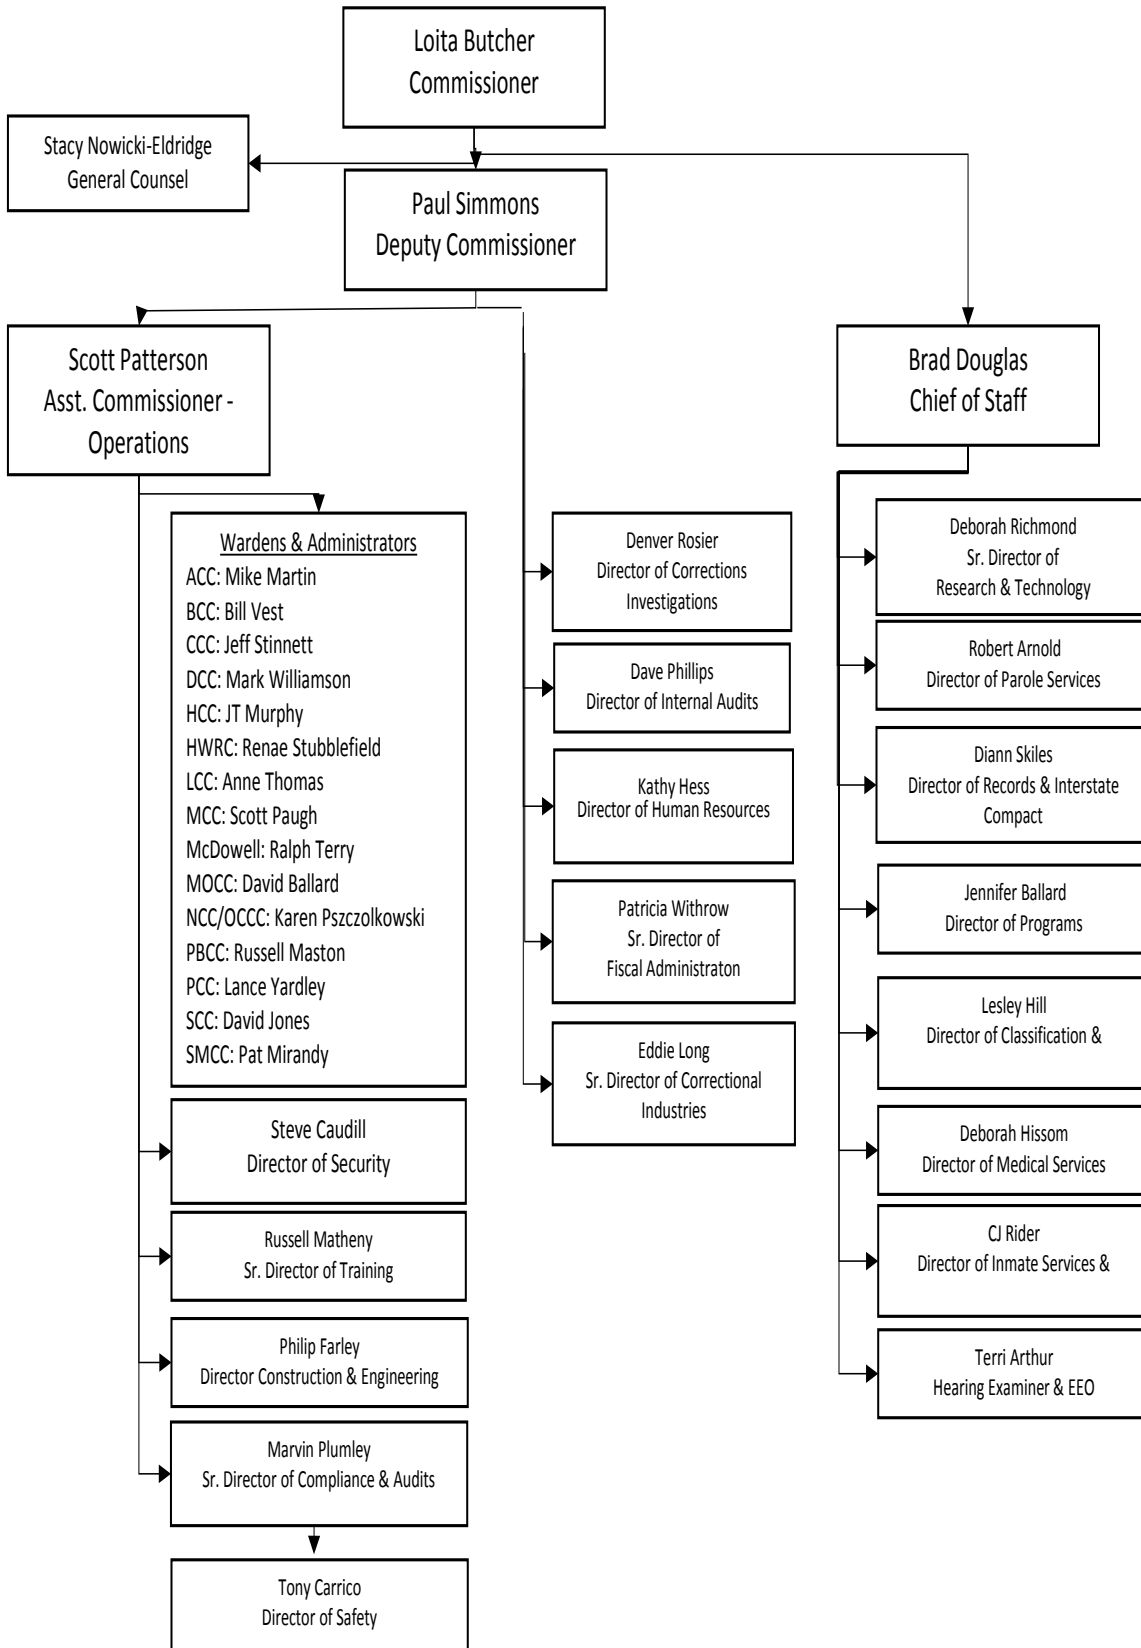 Loita Butcher
Commissioner
Stacy Nowicki-Eldridge
General Counsel
Paul Simmons
Deputy Commissioner
Scott Patterson
Asst. Commissioner -
Operations
Brad Douglas
Chief of Staff
Wardens & Administrators
ACC: Mike Martin
BCC: Bill Vest
CCC: Jeff Stinnett
DCC: Mark Williamson
HCC: JT Murphy
HWRC: Renae Stubblefield
LCC: Anne Thomas
MCC: Scott Paugh
McDowell: Ralph Terry
MOCC: David Ballard
NCC/OCCC: Karen Pszczolkowski
PBCC: Russell Maston
PCC: Lance Yardley
SCC: David Jones
SMCC: Pat Mirandy
Steve Caudill
Director of Security
Russell Matheny
Sr. Director of Training
Philip Farley
Director Construction & Engineering
Marvin Plumley
Sr. Director of Compliance & Audits
Tony Carrico
Director of Safety
Denver Rosier
Director of Corrections
Investigations
Dave Phillips
Director of Internal Audits
Kathy Hess
Director of Human Resources
Patricia Withrow
Sr. Director of
Fiscal Administraton
Eddie Long
Sr. Director of Correctional
Industries
Deborah Richmond
Sr. Director of
Research & Technology
Robert Arnold
Director of Parole Services
Diann Skiles
Director of Records & Interstate
Compact
Jennifer Ballard
Director of Programs
Lesley Hill
Director of Classification &
Deborah Hissom
Director of Medical Services
CJ Rider
Director of Inmate Services &
Terri Arthur
Hearing Examiner & EEO